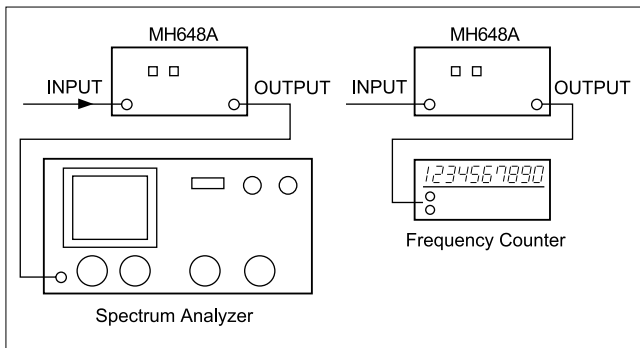 MH648A
INPUT
OUTPUT
Spectrum Analyzer
MH648A
INPUT
OUTPUT
1234567890
Frequency Counter